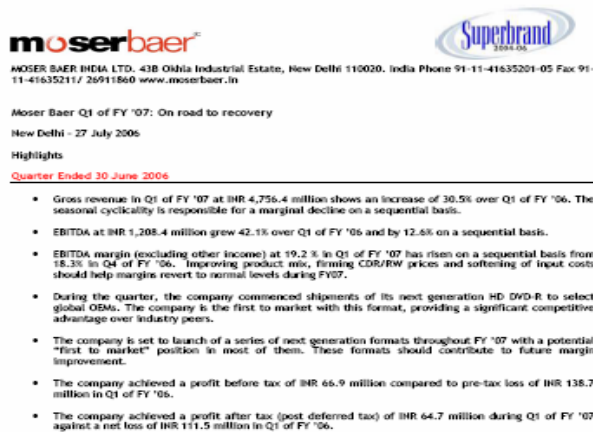 moserbaer
Superbrand
2004-06
MOSER BAER INDIA LTD. 43B Okhla Industrial Estate, New Delhi 110020. India Phone 91-11-41635201-05 Fax 91-
11-41635211/ 26911860 www.moserbaer.in
Moser Baer Q1 of FY '07: On road to recovery
New Delhi - 27 July 2006
Highlights
Quarter Ended 30 June 2006
• Gross revenue in Q1 of FY '07 at INR 4,756.4 million shows an increase of 30.5% over Q1 of FY '06. The
seasonal cyclicality is responsible for a marginal decline on a sequential basis.
• EBITDA at INR 1,208.4 million grew 42.1% over Q1 of FY '06 and by 12.6% on a sequential basis.
• EBITDA margin (excluding other income) at 19.2 % in Q1 of FY '07 has risen on a sequential basis from
18.3% in Q4 of FY '06. Improving product mix, firming CDR/RW prices and softening of input costs
should help margins revert to normal levels during FY07.
• During the quarter, the company commenced shipments of its next generation HD DVD-R to select
global OEMs. The company is the first to market with this format, providing a significant competitive
advantage over industry peers.
• The company is set to launch of a series of next generation formats throughout FY '07 with a potential
"first to market" position in most of them. These formats should contribute to future margin
improvement.
• The company achieved a profit before tax of INR 66.9 million compared to pre-tax loss of INR 138.7
million in Q1 of FY '06.
• The company achieved a profit after tax (post deferred tax) of INR 64.7 million during Q1 of FY '07
against a net loss of INR 111.5 million in Q1 of FY '06.